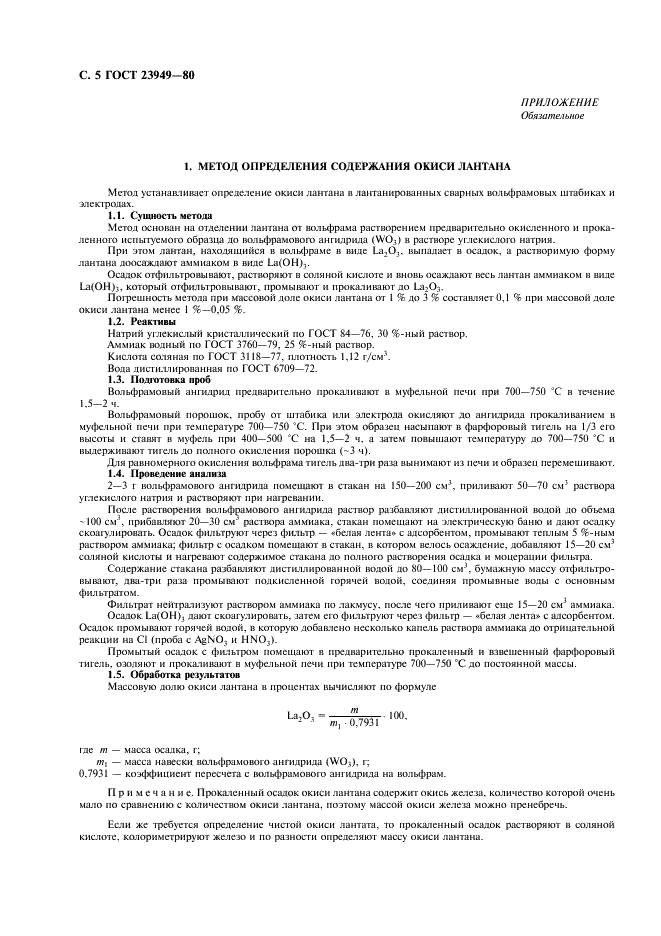 С. 5 ГОСТ 23949—80
ПРИЛОЖЕНИЕ
Обязательное
1. МЕТОД ОПРЕДЕЛЕНИЯ СОДЕРЖАНИЯ ОКИСИ ЛАНТАНА
Метод устанавливает определение окиси лантана в лантанированных сварных вольфрамовых штабиках и
электродах.
1.1. Сущность метода
Метод основан на отделении лантана от вольфрама растворением предварительно окисленного и прока-
ленного испытуемого образца до вольфрамового ангидрида (WO₃) в растворе углекислого натрия.
При этом лантан, находящийся в вольфраме в виде La₂O₃, выпадает в осадок, а растворимую форму
лантана доосаждают аммиаком в виде La(OH)₃.
Осадок отфильтровывают, растворяют в соляной кислоте и вновь осаждают весь лантан аммиаком в виде
La(OH)₃, который отфильтровывают, промывают и прокаливают до La₂O₃.
Погрешность метода при массовой доле окиси лантана от 1 % до 3 % составляет 0,1 % при массовой доле
окиси лантана менее 1 %—0,05 %.
1.2. Реактивы
Натрий углекислый кристаллический по ГОСТ 84—76, 30 %-ный раствор.
Аммиак водный по ГОСТ 3760—79, 25 %-ный раствор.
Кислота соляная по ГОСТ 3118—77, плотность 1,12 г/см³.
Вода дистиллированная по ГОСТ 6709—72.
1.3. Подготовка проб
Вольфрамовый ангидрид предварительно прокаливают в муфельной печи при 700—750 °С в течение
1,5—2 ч.
Вольфрамовый порошок, пробу от штабика или электрода окисляют до ангидрида прокаливанием в
муфельной печи при температуре 700—750 °С. При этом образец насыпают в фарфоровый тигель на 1/3 его
высоты и ставят в муфель при 400—500 °С на 1,5—2 ч, а затем повышают температуру до 700—750 °С и
выдерживают тигель до полного окисления порошка (~3 ч).
Для равномерного окисления вольфрама тигель два-три раза вынимают из печи и образец перемешивают.
1.4. Проведение анализа
2—3 г вольфрамового ангидрида помещают в стакан на 150—200 см³, приливают 50—70 см³ раствора
углекислого натрия и растворяют при нагревании.
После растворения вольфрамового ангидрида раствор разбавляют дистиллированной водой до объема
~100 см³, прибавляют 20—30 см³ раствора аммиака, стакан помещают на электрическую баню и дают осадку
скоагулировать. Осадок фильтруют через фильтр — «белая лента» с адсорбентом, промывают теплым 5 %-ным
раствором аммиака; фильтр с осадком помещают в стакан, в котором велось осаждение, добавляют 15—20 см³
соляной кислоты и нагревают содержимое стакана до полного растворения осадка и моцерации фильтра.
Содержание стакана разбавляют дистиллированной водой до 80—100 см³, бумажную массу отфильтро-
вывают, два-три раза промывают подкисленной горячей водой, соединяя промывные воды с основным
фильтратом.
Фильтрат нейтрализуют раствором аммиака по лакмусу, после чего приливают еще 15—20 см³ аммиака.
Осадок La(OH)₃ дают скоагулировать, затем его фильтруют через фильтр — «белая лента» с адсорбентом.
Осадок промывают горячей водой, в которую добавлено несколько капель раствора аммиака до отрицательной
реакции на Cl (проба с AgNO₃ и HNO₃).
Промытый осадок с фильтром помещают в предварительно прокаленный и взвешенный фарфоровый
тигель, озоляют и прокаливают в муфельной печи при температуре 700—750 °С до постоянной массы.
1.5. Обработка результатов
Массовую долю окиси лантана в процентах вычисляют по формуле
La₂O₃ = m / (m₁ · 0,7931) · 100,
где m — масса осадка, г;
m₁ — масса навески вольфрамового ангидрида (WO₃), г;
0,7931 — коэффициент пересчета с вольфрамового ангидрида на вольфрам.
Примечание. Прокаленный осадок окиси лантана содержит окись железа, количество которой очень
мало по сравнению с количеством окиси лантана, поэтому массой окиси железа можно пренебречь.
Если же требуется определение чистой окиси лантата, то прокаленный осадок растворяют в соляной
кислоте, колориметрируют железо и по разности определяют массу окиси лантана.